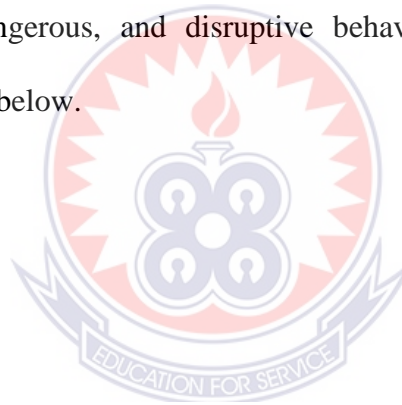 ngerous, and disruptive behav
below.
EDUCATION FOR SERVICE